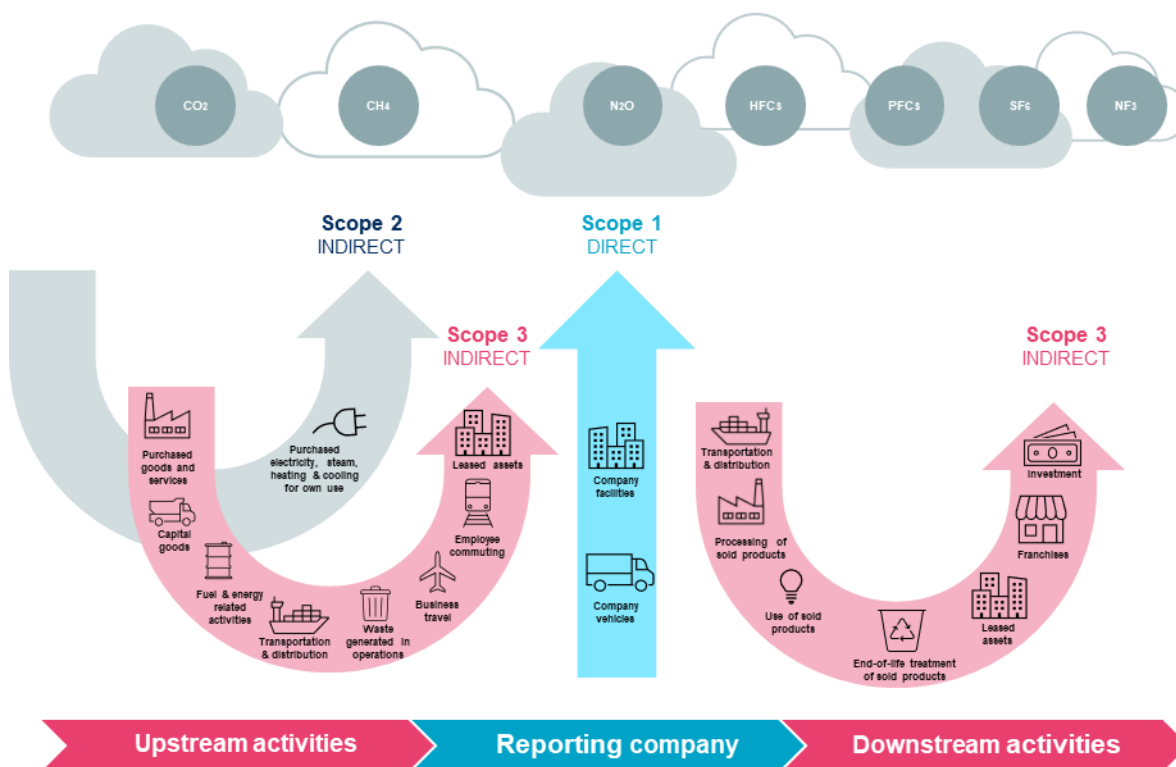 CO₂
CH₄
N₂O
HFCs
PFCs
SF₆
NF₃
Scope 2
INDIRECT
Scope 1
DIRECT
Scope 3
INDIRECT
Scope 3
INDIRECT
Purchased
goods and
services
Capital
goods
Fuel & energy
related
activities
Transportation
& distribution
Waste
generated in
operations
Business
travel
Employee
commuting
Leased assets
Purchased
electricity, steam,
heating & cooling
for own use
Company
facilities
Company
vehicles
Transportation
& distribution
Processing of
sold products
Use of sold
products
End-of-life treatment
of sold products
Leased
assets
Franchises
Investment
Upstream activities
Reporting company
Downstream activities